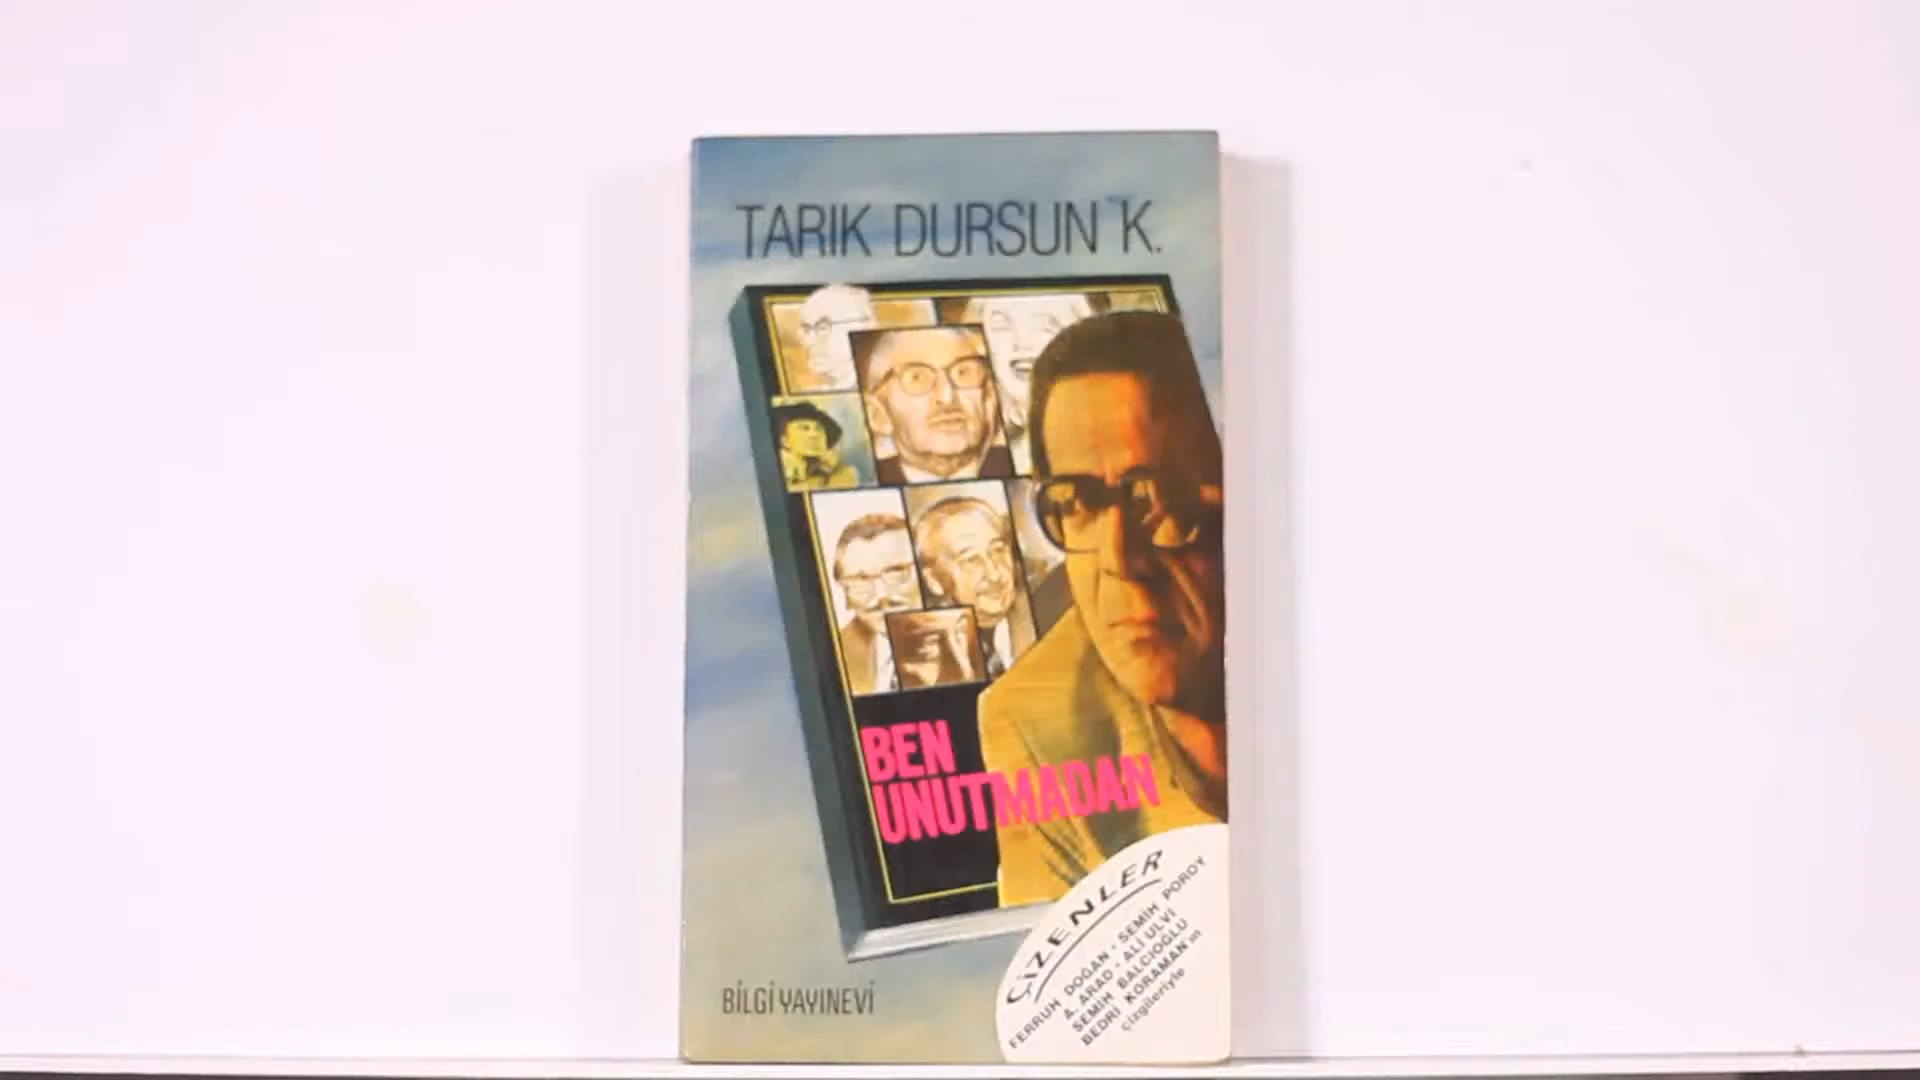 TARIK DURSUN K.
BEN
UNUTMADAN
ÇİZENLER
FERRUH DOĞAN • SEMİH POROY
A. ARAD • ALİ ULVİ
SEMİH BALCIOĞLU
BEDRİ KORAMAN'ın
çizgileriyle
BİLGİ YAYINEVİ